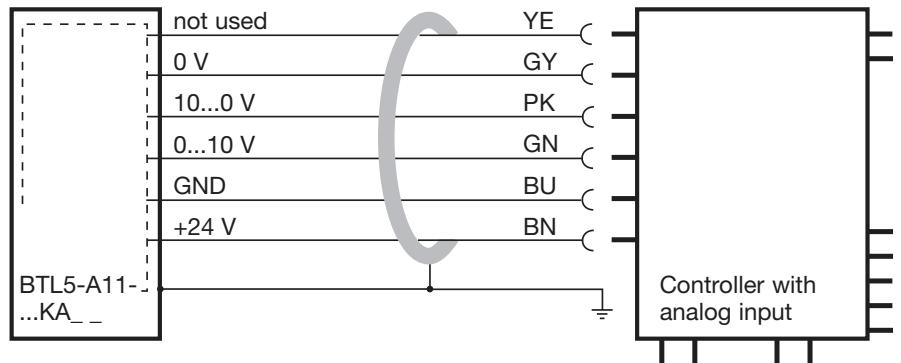 not used YE
0 V GY
10...0 V PK
0...10 V GN
GND BU
+24 V BN
BTL5-A11-
...KA_ _
Controller with
analog input